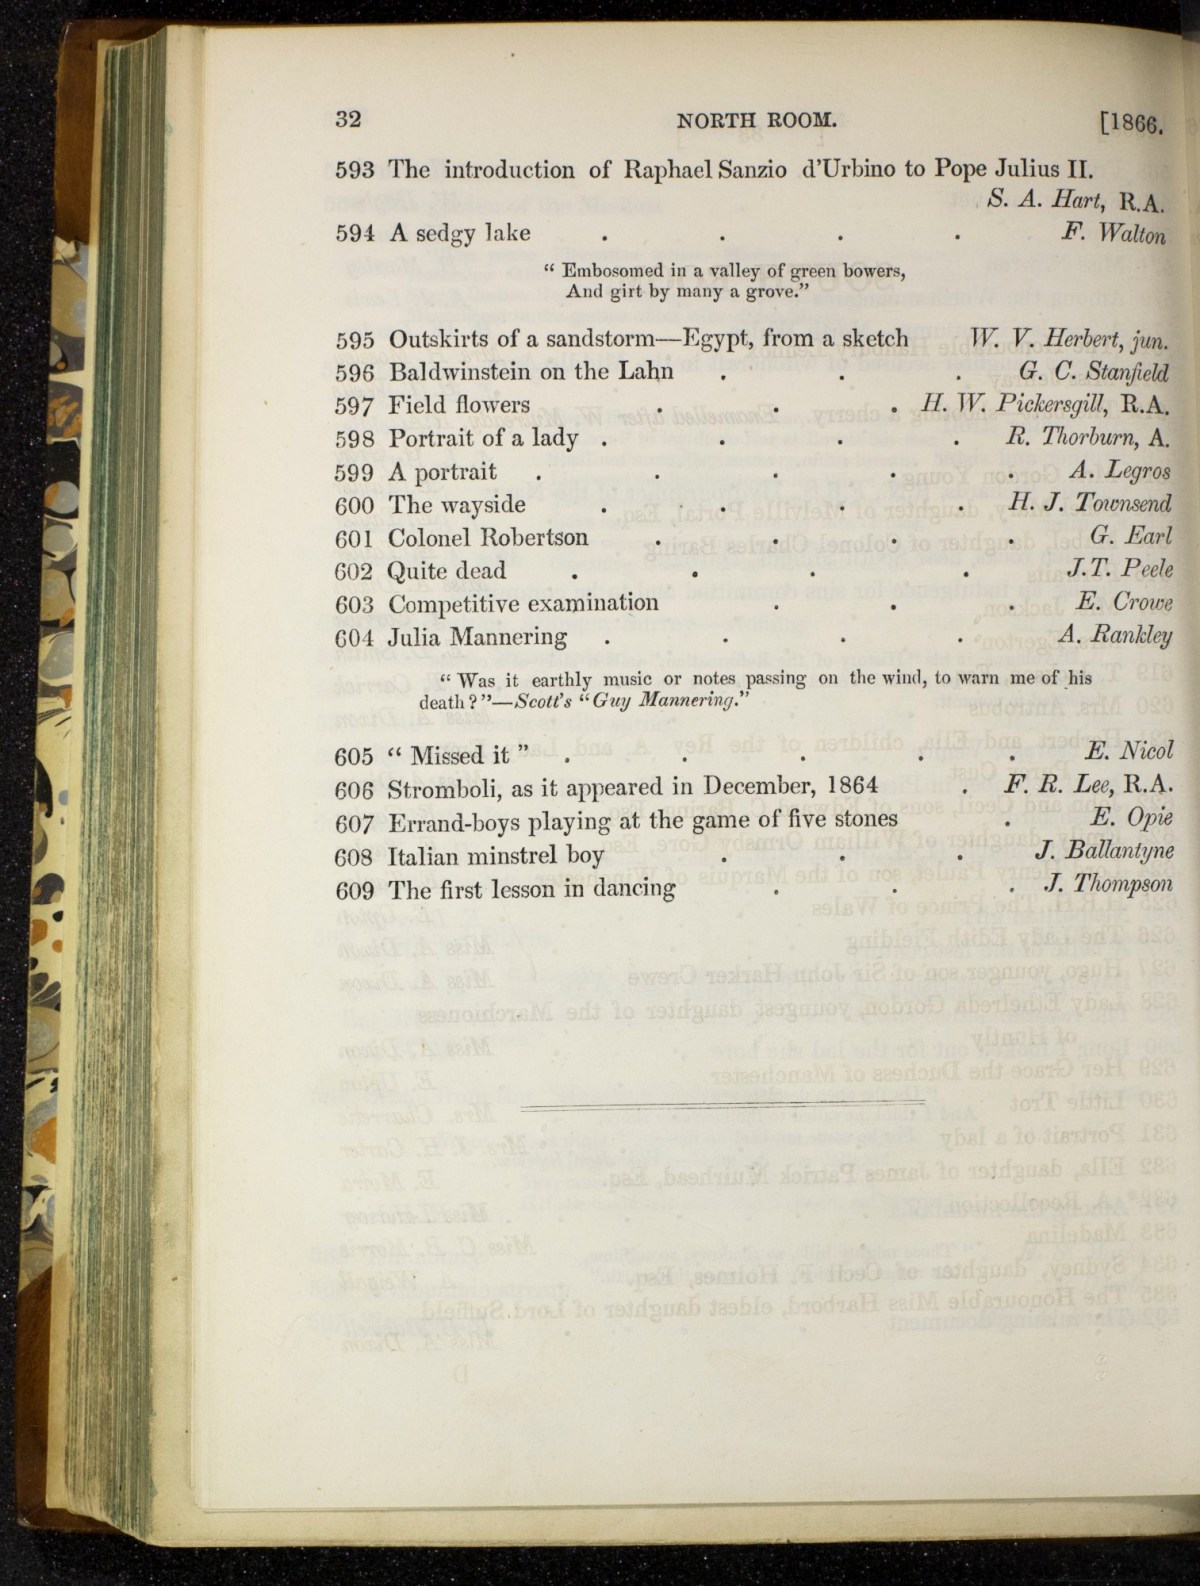 32 NORTH ROOM. [1866.
593 The introduction of Raphael Sanzio d'Urbino to Pope Julius II.
S. A. Hart, R.A.
594 A sedgy lake . . . . F. Walton
“ Embosomed in a valley of green bowers,
And girt by many a grove.”
595 Outskirts of a sandstorm—Egypt, from a sketch W. V. Herbert, jun.
596 Baldwinstein on the Lahn . . . G. C. Stanfield
597 Field flowers . . . H. W. Pickersgill, R.A.
598 Portrait of a lady . . . . R. Thorburn, A.
599 A portrait . . . . . A. Legros
600 The wayside . . . . H. J. Townsend
601 Colonel Robertson . . . . G. Earl
602 Quite dead . . . . J.T. Peele
603 Competitive examination . . . E. Crowe
604 Julia Mannering . . . . A. Rankley
“ Was it earthly music or notes passing on the wind, to warn me of his
death ? ”—Scott's “ Guy Mannering.”
605 “ Missed it ” . . . . . E. Nicol
606 Stromboli, as it appeared in December, 1864 . F. R. Lee, R.A.
607 Errand-boys playing at the game of five stones . E. Opie
608 Italian minstrel boy . . . J. Ballantyne
609 The first lesson in dancing . . . J. Thompson